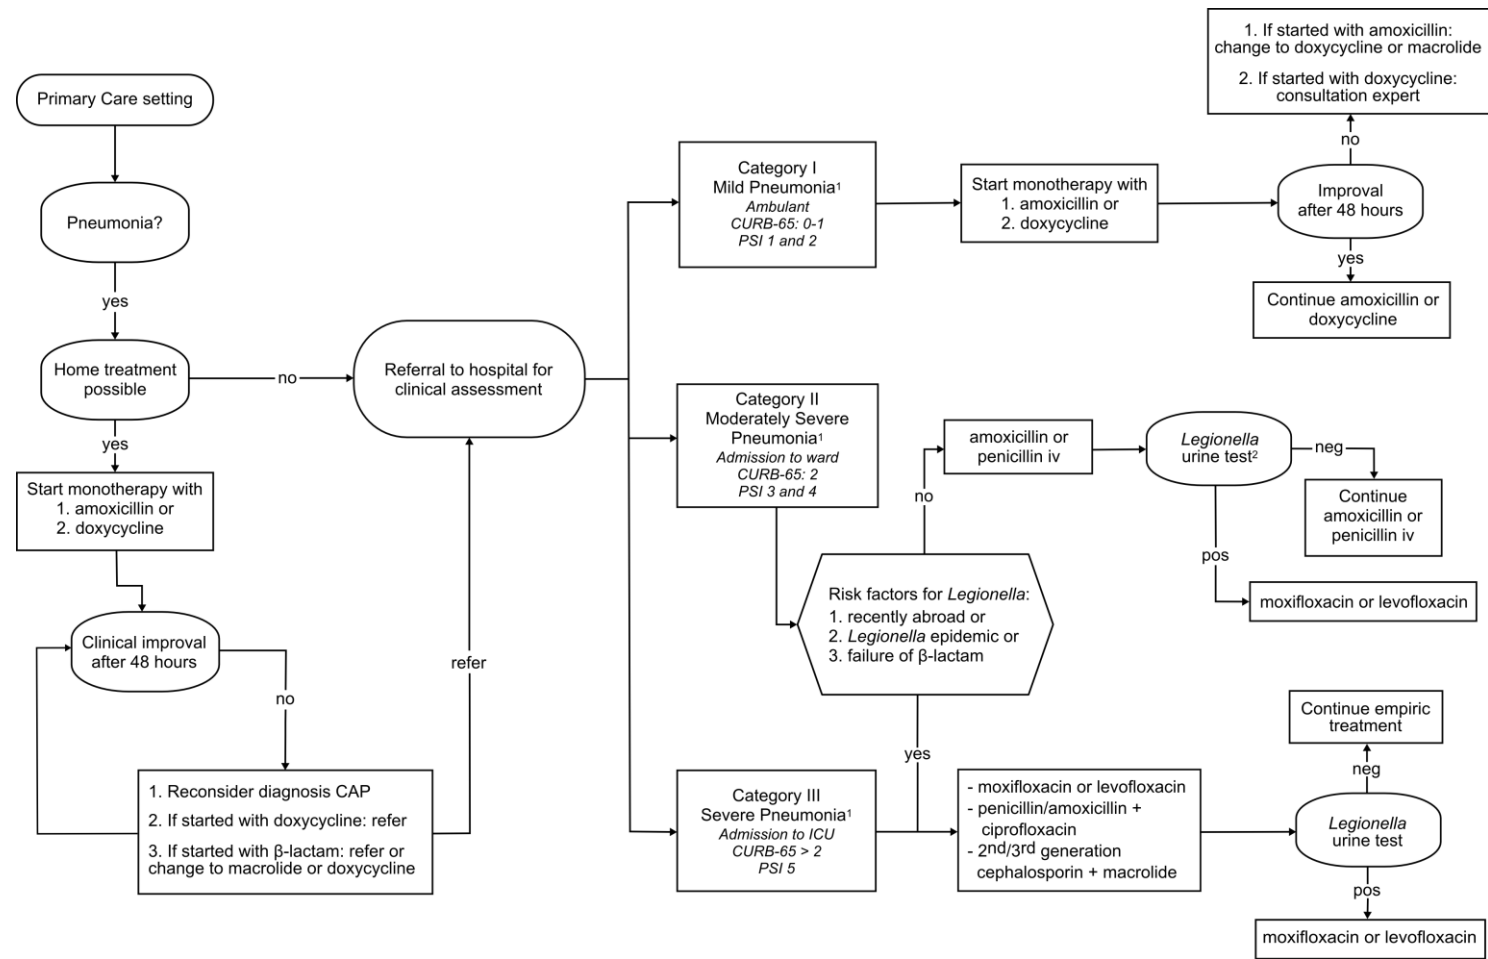 Primary Care setting
Pneumonia?
yes
Home treatment
possible
no
yes
Start monotherapy with
1. amoxicillin or
2. doxycycline
Clinical improval
after 48 hours
no
1. Reconsider diagnosis CAP
2. If started with doxycycline: refer
3. If started with β-lactam: refer or
change to macrolide or doxycycline
refer
Referral to hospital for
clinical assessment
Category I
Mild Pneumonia¹
Ambulant
CURB-65: 0-1
PSI 1 and 2
Start monotherapy with
1. amoxicillin or
2. doxycycline
Improval
after 48 hours
no
1. If started with amoxicillin:
change to doxycycline or macrolide
2. If started with doxycycline:
consultation expert
yes
Continue amoxicillin or
doxycycline
Category II
Moderately Severe
Pneumonia¹
Admission to ward
CURB-65: 2
PSI 3 and 4
Risk factors for Legionella:
1. recently abroad or
2. Legionella epidemic or
3. failure of β-lactam
no
amoxicillin or
penicillin iv
Legionella
urine test²
neg
Continue
amoxicillin or
penicillin iv
pos
moxifloxacin or levofloxacin
yes
Category III
Severe Pneumonia¹
Admission to ICU
CURB-65 > 2
PSI 5
- moxifloxacin or levofloxacin
- penicillin/amoxicillin +
ciprofloxacin
- 2nd/3rd generation
cephalosporin + macrolide
Legionella
urine test
neg
Continue empiric
treatment
pos
moxifloxacin or levofloxacin